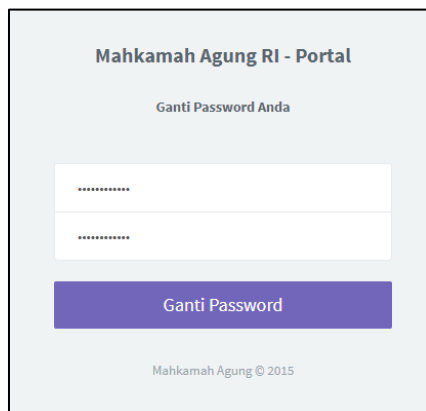 Mahkamah Agung RI - Portal
Ganti Password Anda
••••••••••••
••••••••••••
Ganti Password
Mahkamah Agung © 2015